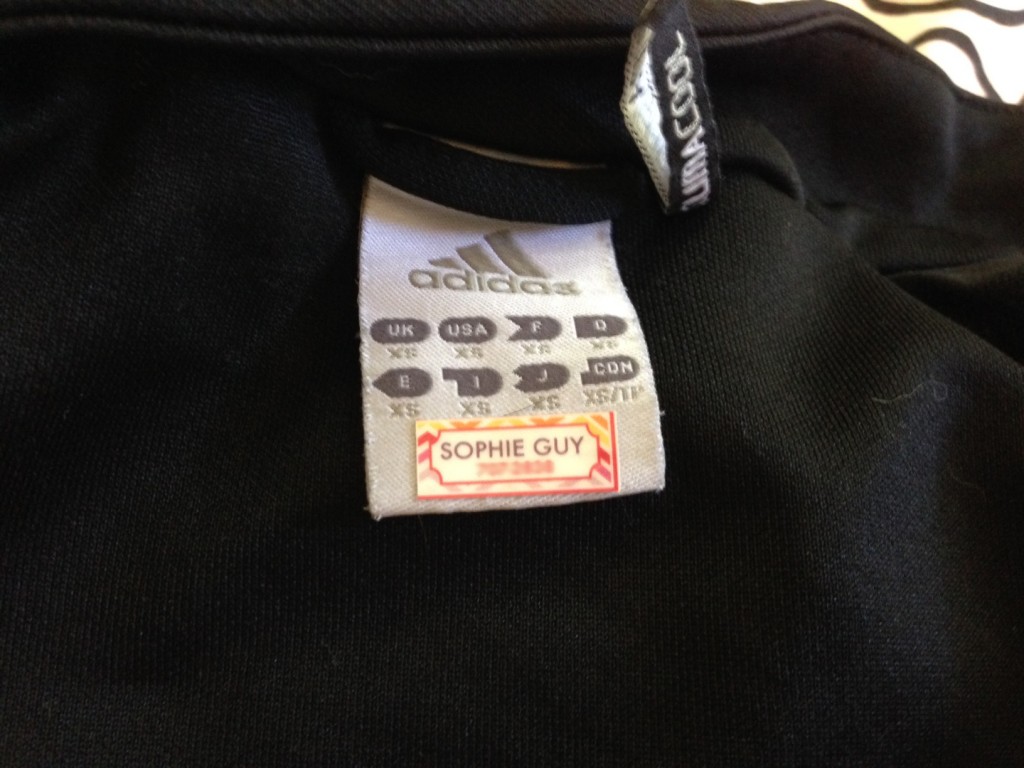 CLIMACOOL
adidas
UK USA F D
XS XS XS XS
E I J CDN
XS XS XS XS/TP
SOPHIE GUY